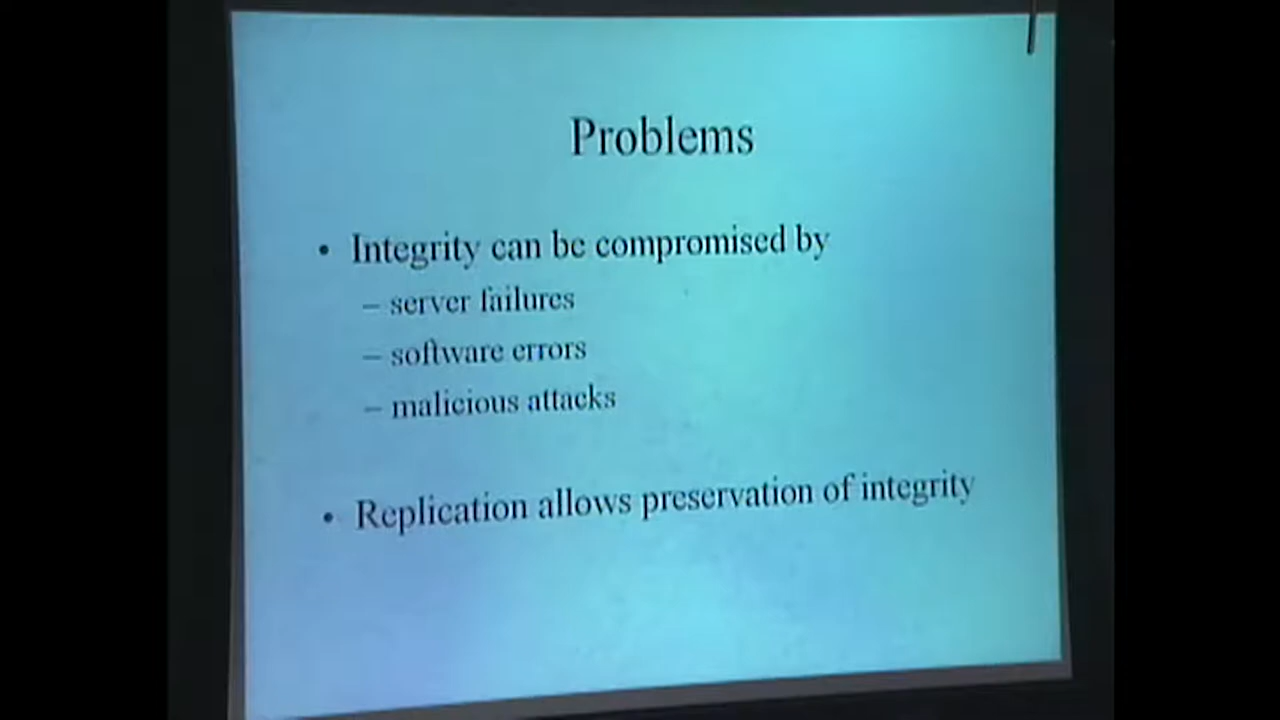 Problems
• Integrity can be compromised by
– server failures
– software errors
– malicious attacks
• Replication allows preservation of integrity